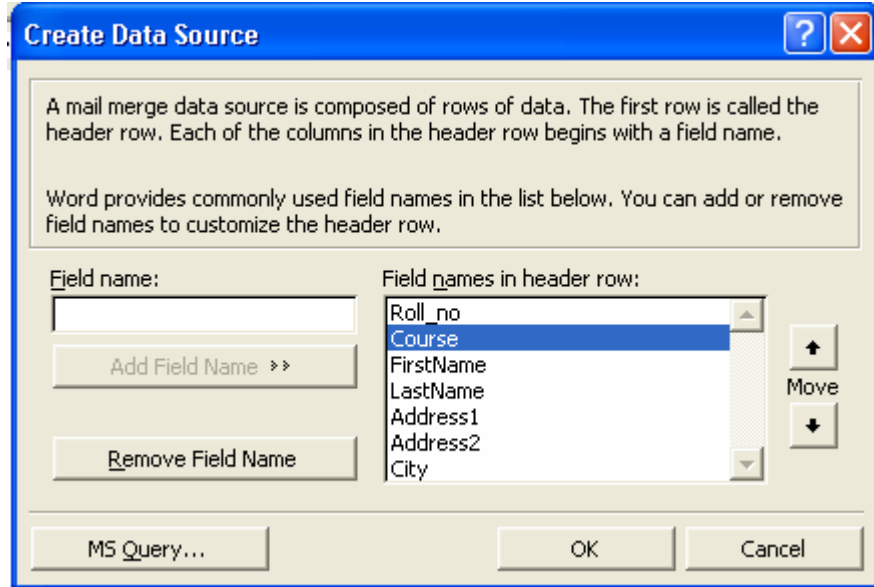 Create Data Source
A mail merge data source is composed of rows of data. The first row is called the
header row. Each of the columns in the header row begins with a field name.
Word provides commonly used field names in the list below. You can add or remove
field names to customize the header row.
Field name:
Field names in header row:
Add Field Name >>
Remove Field Name
Roll_no
Course
FirstName
LastName
Address1
Address2
City
Move
MS Query...
OK
Cancel